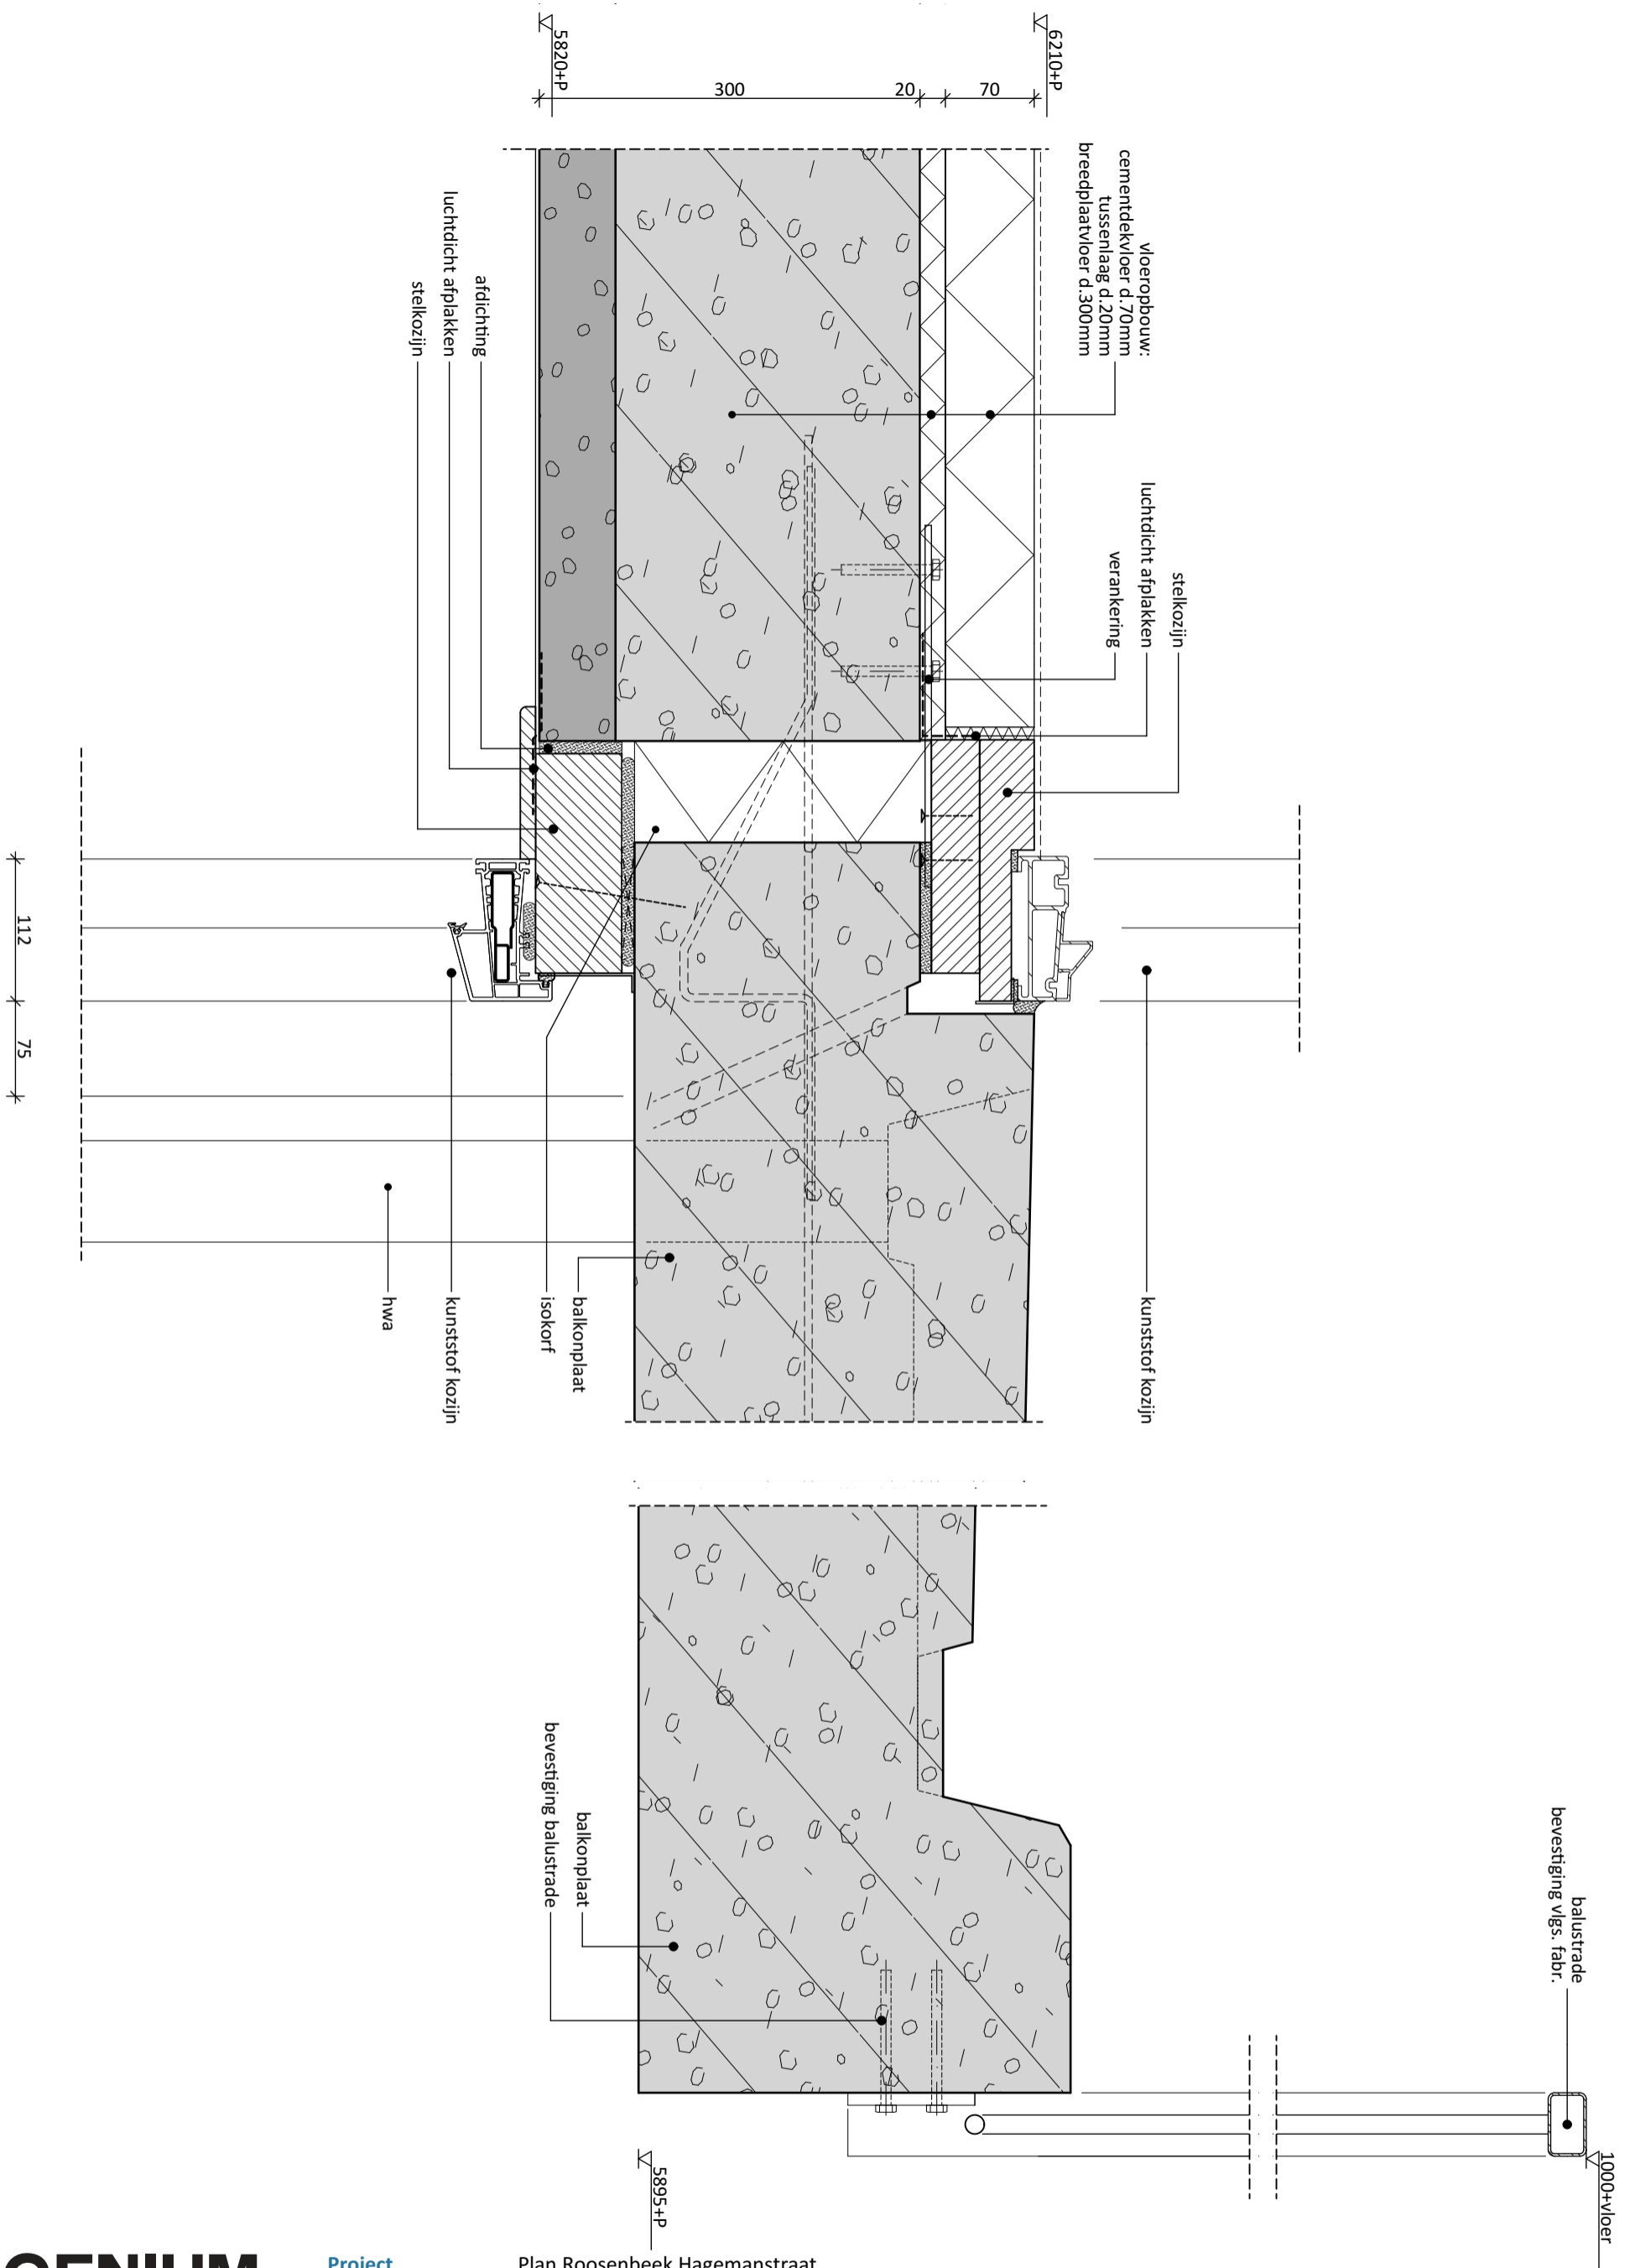 6210+P
5820+P
70
20
300
vloeropbouw:
cementdekvloer d.70mm
tussenlaag d.20mm
breedplaatvloer d.300mm
stelkozijn
luchtdicht afplakken
verankering
afdichting
luchtdicht afplakken
stelkozijn
112
75
kunststof kozijn
balkonplaat
isokorf
kunststof kozijn
hwa
balustrade
bevestiging vlgs. fabr.
balkonplaat
bevestiging balustrade
1000+vloer
5895+P
Project
Plan Roosenbeek Hagemanstraat